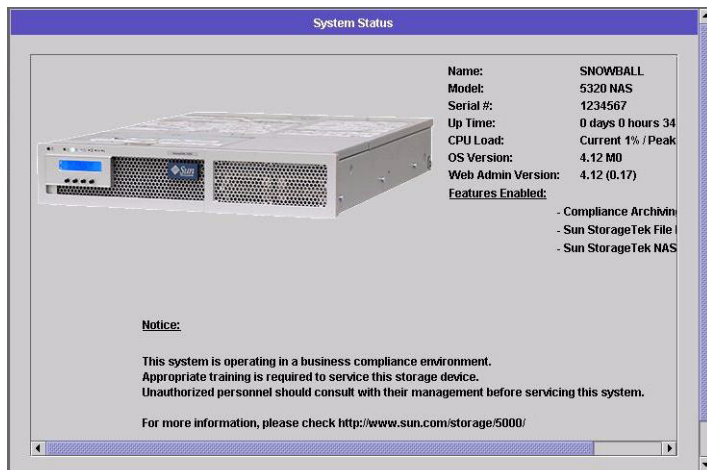 System Status
Name: SNOWBALL
Model: 5320 NAS
Serial #: 1234567
Up Time: 0 days 0 hours 34
CPU Load: Current 1% / Peak
OS Version: 4.12 M0
Web Admin Version: 4.12 (0.17)
Features Enabled:
- Compliance Archiving
- Sun StorageTek File
- Sun StorageTek NAS
Sun
Notice:
This system is operating in a business compliance environment.
Appropriate training is required to service this storage device.
Unauthorized personnel should consult with their management before servicing this system.
For more information, please check http://www.sun.com/storage/5000/